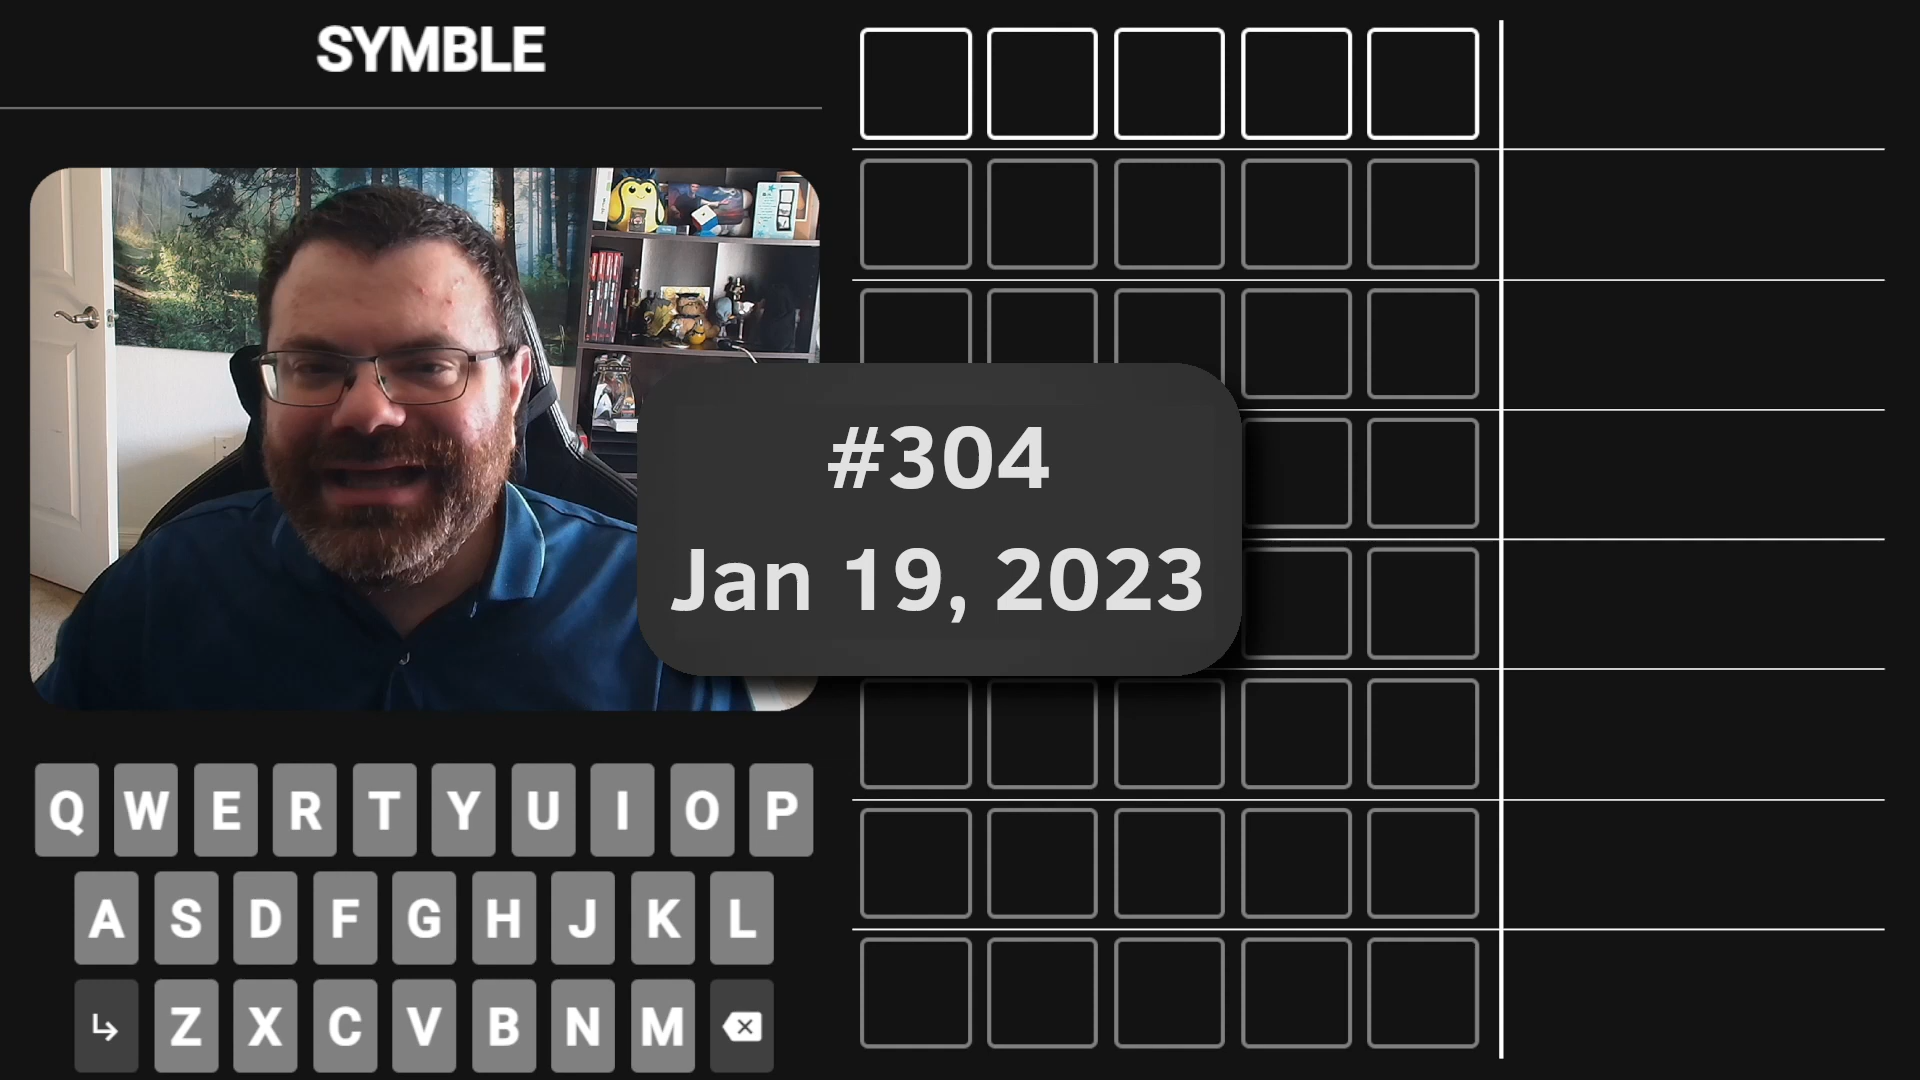 SYMBLE
#304
Jan 19, 2023
Q W E R T Y U I O P
A S D F G H J K L
Z X C V B N M